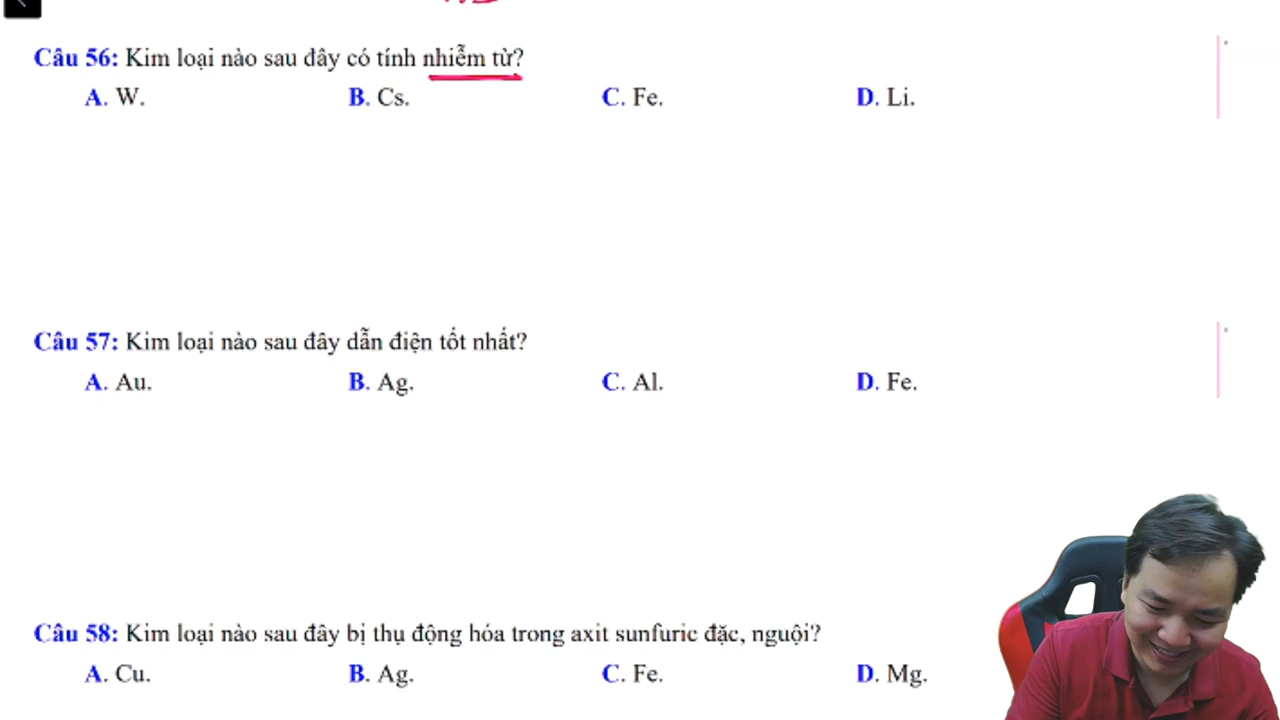 Câu 56: Kim loại nào sau đây có tính nhiễm từ?
A. W. B. Cs. C. Fe. D. Li.
Câu 57: Kim loại nào sau đây dẫn điện tốt nhất?
A. Au. B. Ag. C. Al. D. Fe.
Câu 58: Kim loại nào sau đây bị thụ động hóa trong axit sunfuric đặc, nguội?
A. Cu. B. Ag. C. Fe. D. Mg.